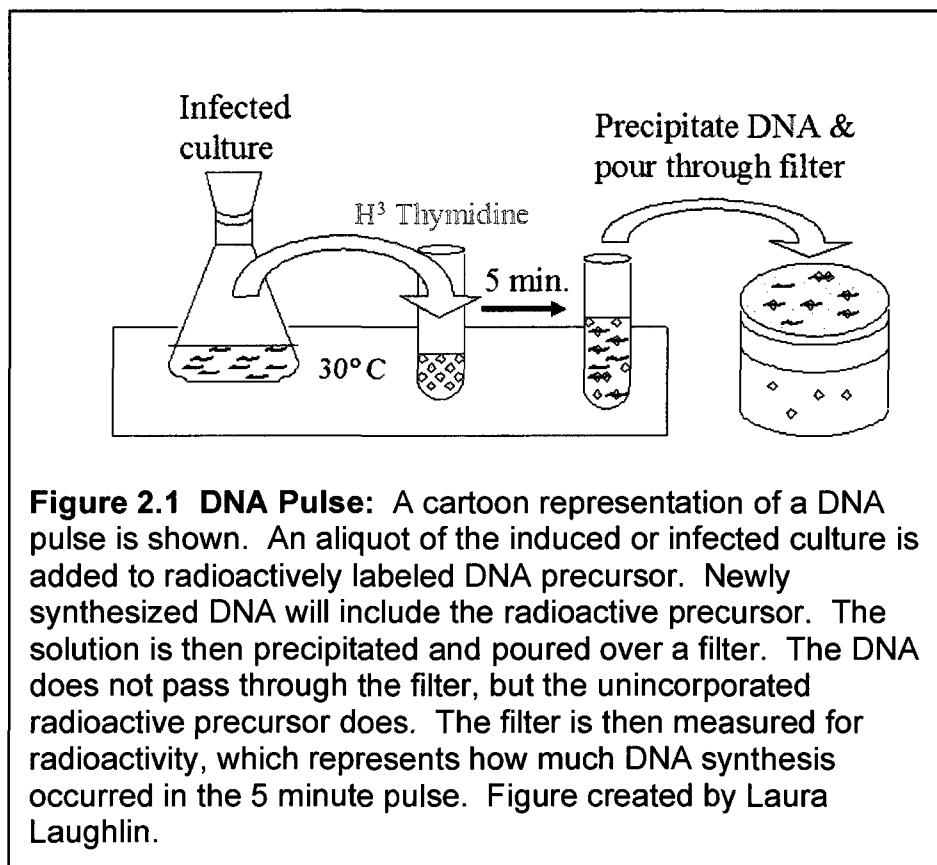 Infected
culture
Precipitate DNA &
pour through filter
H³ Thymidine
5 min.
30° C
Figure 2.1 DNA Pulse: A cartoon representation of a DNA
pulse is shown. An aliquot of the induced or infected culture is
added to radioactively labeled DNA precursor. Newly
synthesized DNA will include the radioactive precursor. The
solution is then precipitated and poured over a filter. The DNA
does not pass through the filter, but the unincorporated
radioactive precursor does. The filter is then measured for
radioactivity, which represents how much DNA synthesis
occurred in the 5 minute pulse. Figure created by Laura
Laughlin.